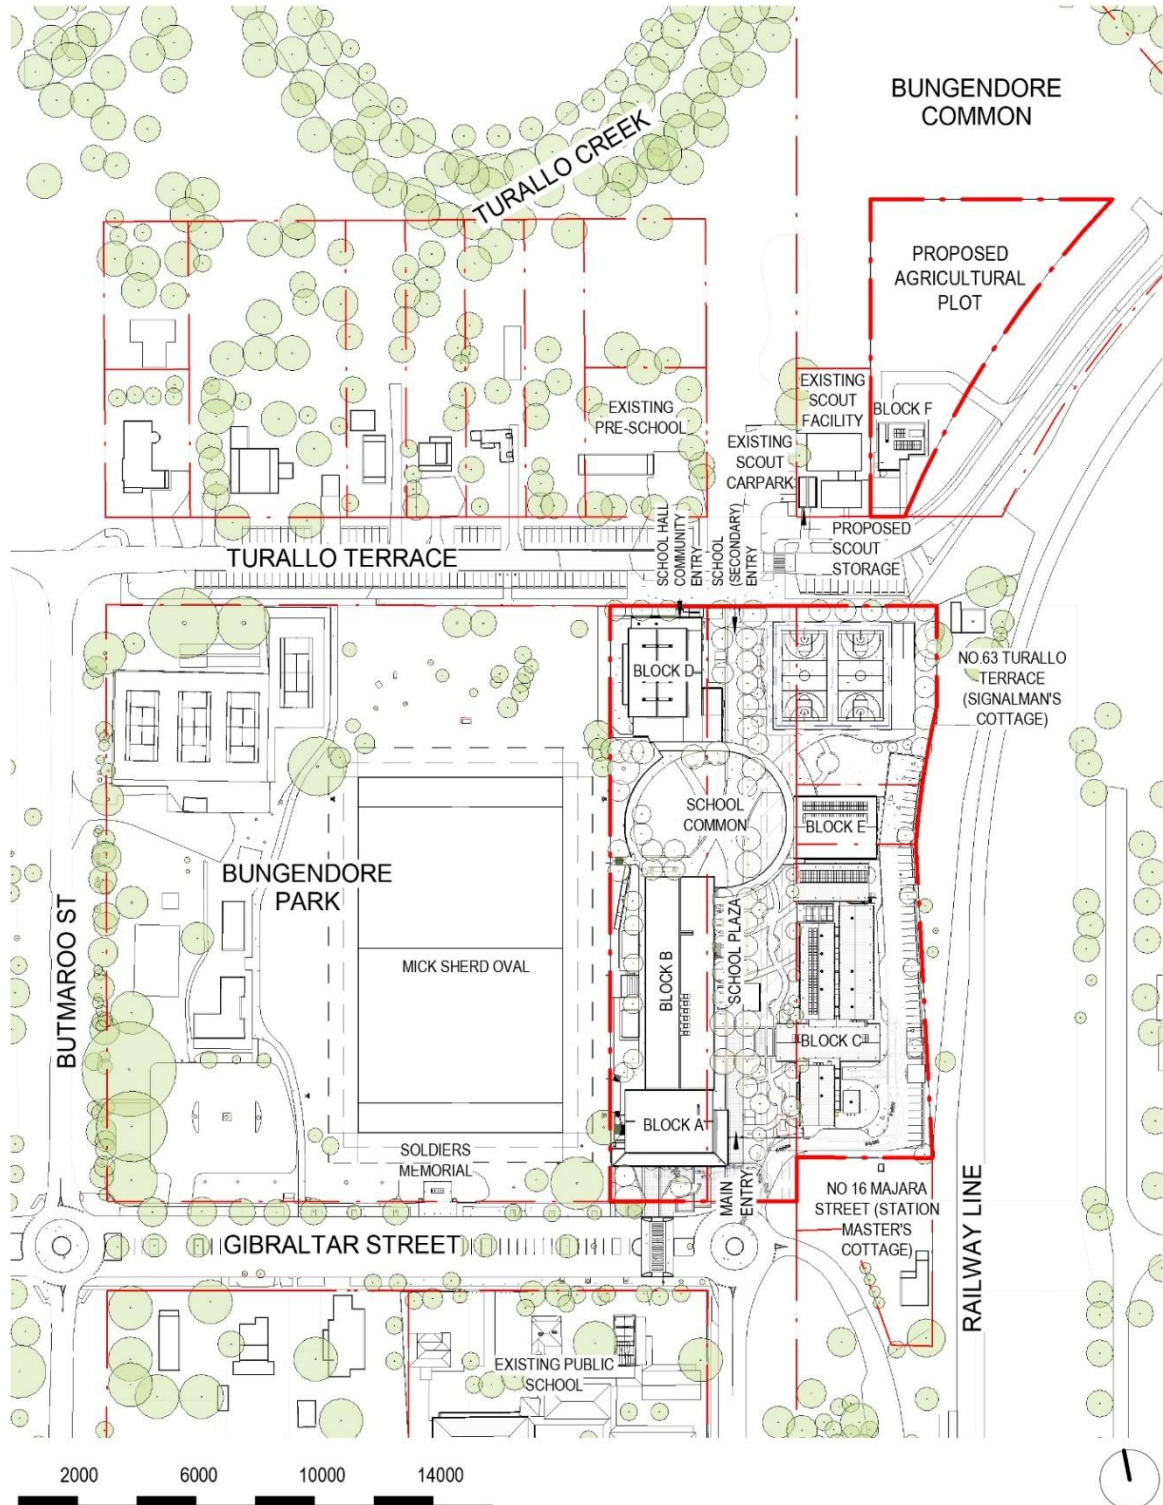 BUNGENDORE
COMMON
TURALLO CREEK
PROPOSED
AGRICULTURAL
PLOT
EXISTING
SCOUT
FACILITY
BLOCK F
EXISTING
PRE-SCHOOL
EXISTING
SCOUT
CARPARK
PROPOSED
SCOUT
STORAGE
SCHOOL HALL
COMMUNITY
ENTRY
SCHOOL
(SECONDARY)
ENTRY
TURALLO TERRACE
NO.63 TURALLO
TERRACE
(SIGNALMAN'S
COTTAGE)
BLOCK D
SCHOOL
COMMON
BLOCK E
BUNGENDORE
PARK
MICK SHERD OVAL
BLOCK B
SCHOOL PLAZA
BUTMAROO ST
BLOCK C
BLOCK A
SOLDIERS
MEMORIAL
MAIN
ENTRY
NO 16 MAJARA
STREET (STATION
MASTER'S
COTTAGE)
RAILWAY LINE
GIBRALTAR STREET
EXISTING PUBLIC
SCHOOL
2000 6000 10000 14000